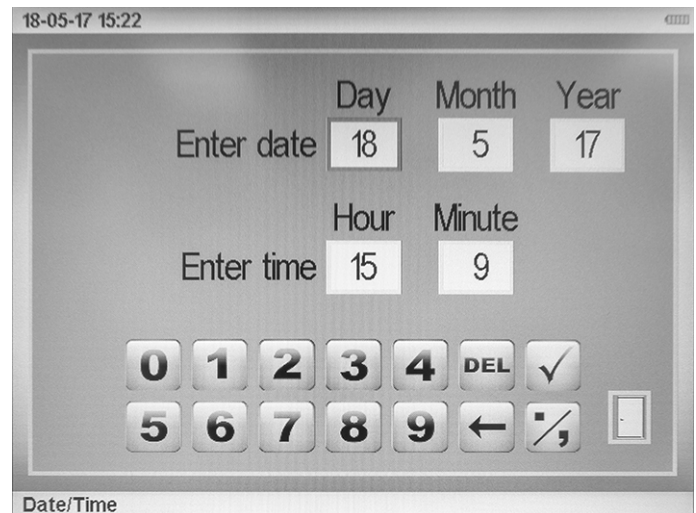 18-05-17 15:22
Day Month Year
Enter date 18 5 17
Hour Minute
Enter time 15 9
0 1 2 3 4 DEL ✓
5 6 7 8 9 ← ./,
Date/Time